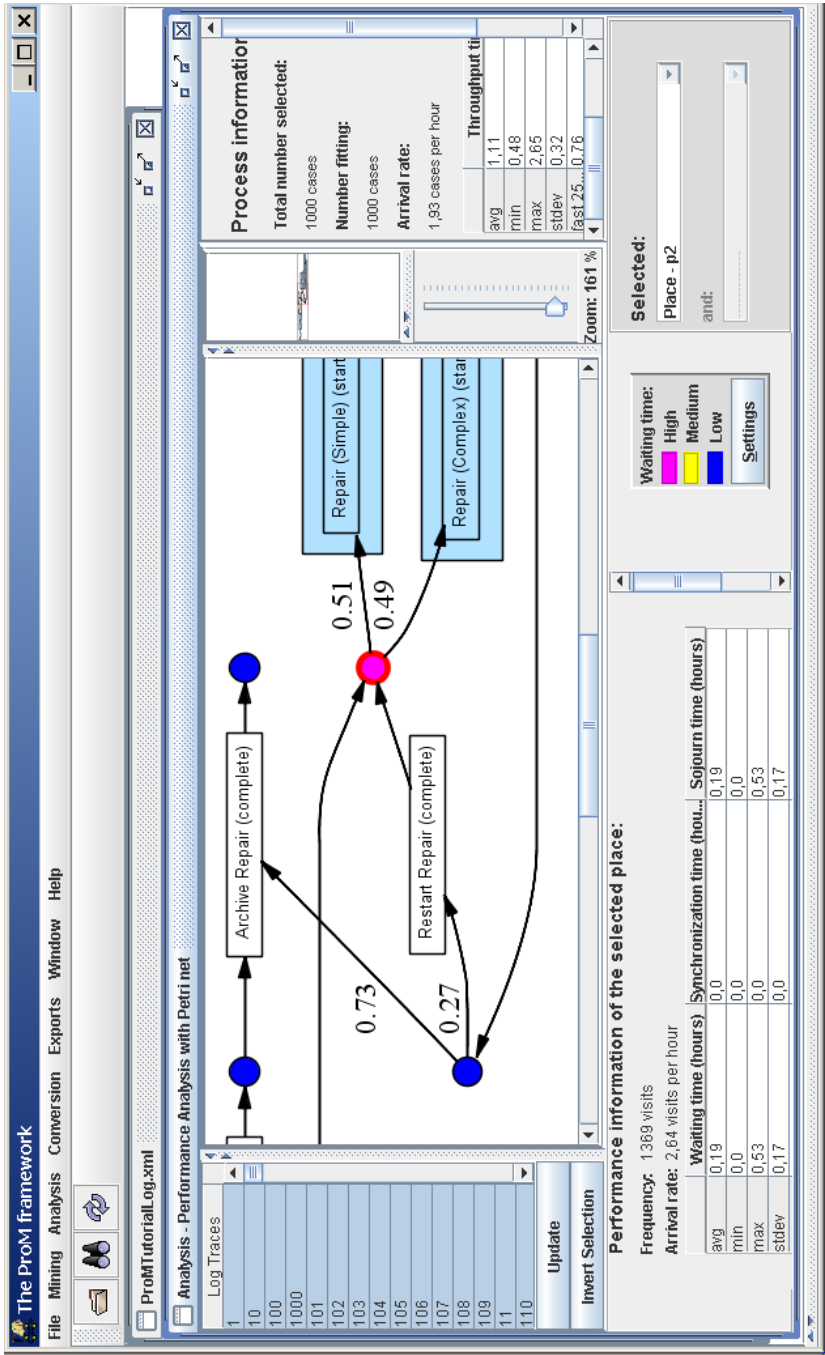 The ProM framework
File Mining Analysis Conversion Exports Window Help
ProMTutorialLog.xml
Analysis - Performance Analysis with Petri net
Log Traces
1
10
100
1000
101
102
103
104
105
106
107
108
109
11
110
Update
Invert Selection
Archive Repair (complete)
0.73
0.27
Restart Repair (complete)
0.51
0.49
Repair (Simple) (start
Repair (Complex) (star
Zoom: 161 %
Process information
Total number selected:
1000 cases
Number fitting:
1000 cases
Arrival rate:
1,93 cases per hour
Throughput ti
avg 1,11
min 0,48
max 2,65
stdev 0,32
fast 25... 0,76
Performance information of the selected place:
Frequency: 1369 visits
Arrival rate: 2,64 visits per hour
Waiting time (hours) Synchronization time (hou... Sojourn time (hours)
avg 0,19 0,0 0,19
min 0,0 0,0 0,0
max 0,53 0,0 0,53
stdev 0,17 0,0 0,17
Waiting time:
High
Medium
Low
Settings
Selected:
Place - p2
and: